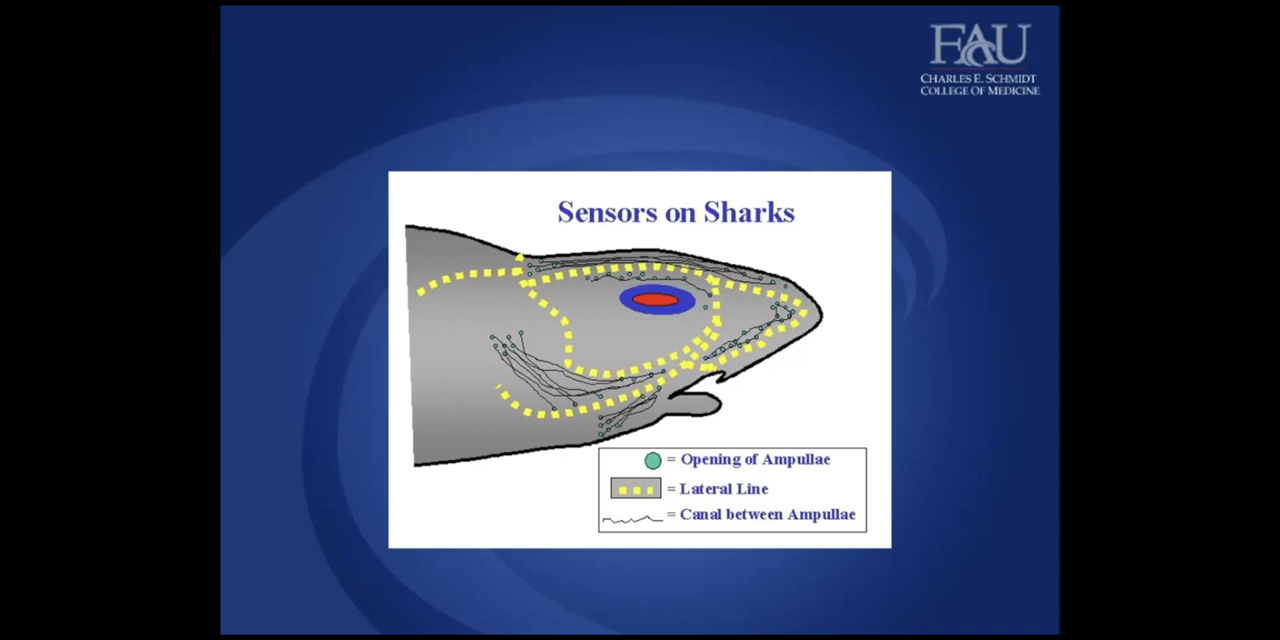 FAU
CHARLES E. SCHMIDT
COLLEGE OF MEDICINE
Sensors on Sharks
= Opening of Ampullae
= Lateral Line
= Canal between Ampullae